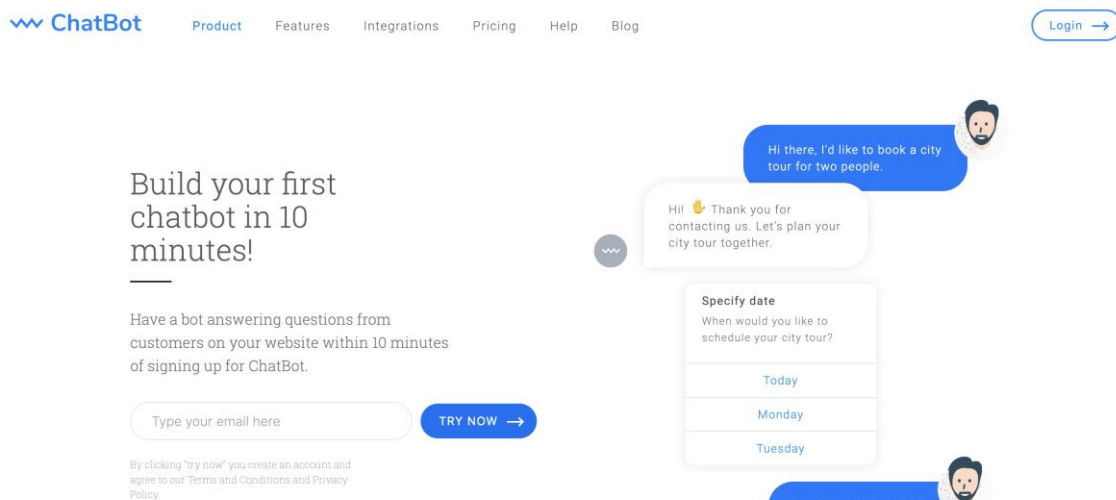 ChatBot
Product Features Integrations Pricing Help Blog
Login
Build your first
chatbot in 10
minutes!
Have a bot answering questions from
customers on your website within 10 minutes
of signing up for ChatBot.
Type your email here
TRY NOW
By clicking "try now" you create an account and
agree to our Terms and Conditions and Privacy
Policy
Hi there, I'd like to book a city
tour for two people.
Hi! ✋ Thank you for
contacting us. Let's plan your
city tour together.
Specify date
When would you like to
schedule your city tour?
Today
Monday
Tuesday